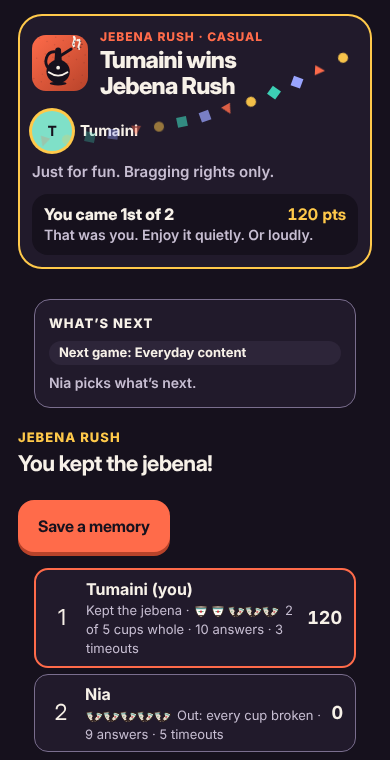 JEBENA RUSH · CASUAL
Tumaini wins
Jebena Rush
T
Tumaini
Just for fun. Bragging rights only.
You came 1st of 2
120 pts
That was you. Enjoy it quietly. Or loudly.
WHAT’S NEXT
Next game: Everyday content
Nia picks what’s next.
JEBENA RUSH
You kept the jebena!
Save a memory
1
Tumaini (you)
Kept the jebena · 2
of 5 cups whole · 10 answers · 3
timeouts
120
2
Nia
Out: every cup broken ·
9 answers · 5 timeouts
0